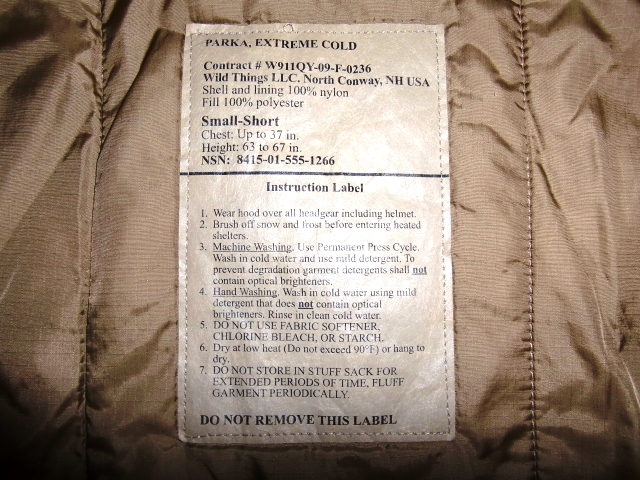 PARKA, EXTREME COLD
Contract # W911QY-09-F-0236
Wild Things LLC. North Conway, NH USA
Shell and lining 100% nylon
Fill 100% polyester
Small-Short
Chest: Up to 37 in.
Height: 63 to 67 in.
NSN: 8415-01-555-1266
Instruction Label
1. Wear hood over all headgear including helmet.
2. Brush off snow and frost before entering heated
shelters.
3. Machine Washing. Use Permanent Press Cycle.
Wash in cold water and use mild detergent. To
prevent degradation garment detergents shall not
contain optical brighteners.
4. Hand Washing. Wash in cold water using mild
detergent that does not contain optical
brighteners. Rinse in clean cold water.
5. DO NOT USE FABRIC SOFTENER,
CHLORINE BLEACH, OR STARCH.
6. Dry at low heat (Do not exceed 90°F) or hang to
dry.
7. DO NOT STORE IN STUFF SACK FOR
EXTENDED PERIODS OF TIME, FLUFF
GARMENT PERIODICALLY.
DO NOT REMOVE THIS LABEL